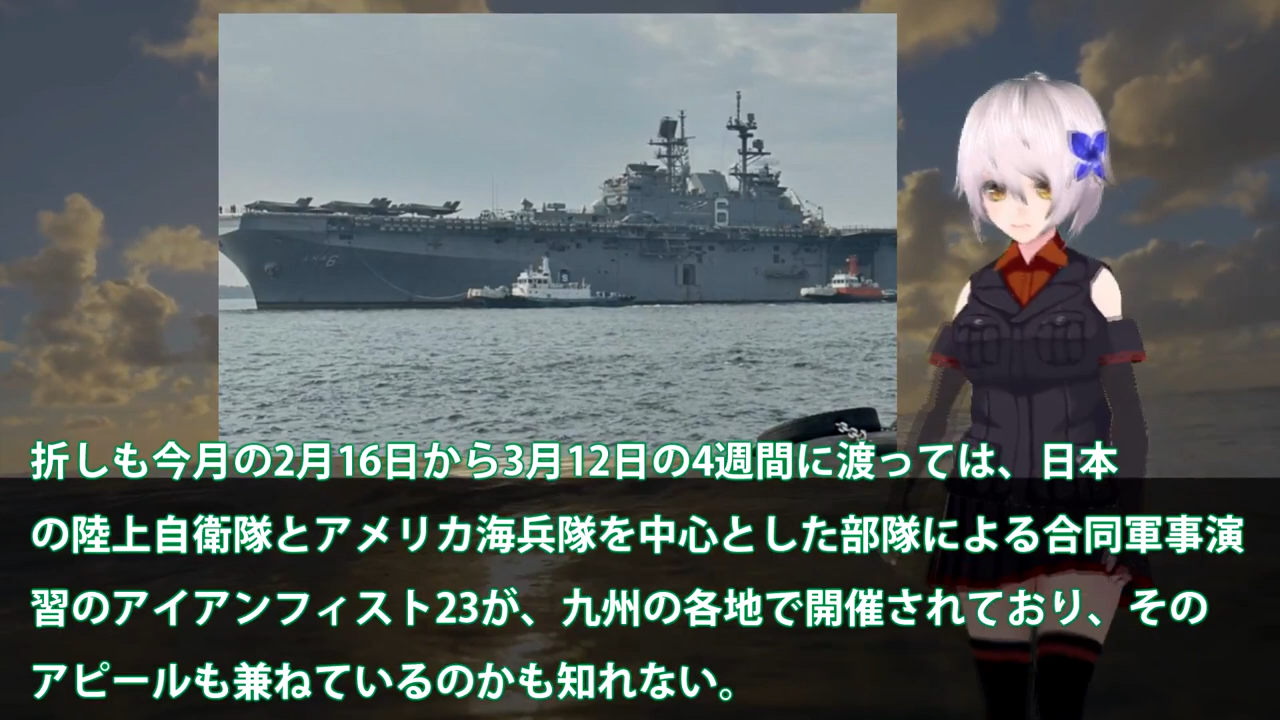 6
折しも今月の2月16日から3月12日の4週間に渡っては、日本
の陸上自衛隊とアメリカ海兵隊を中心とした部隊による合同軍事演
習のアイアンフィスト23が、九州の各地で開催されており、その
アピールも兼ねているのかも知れない。